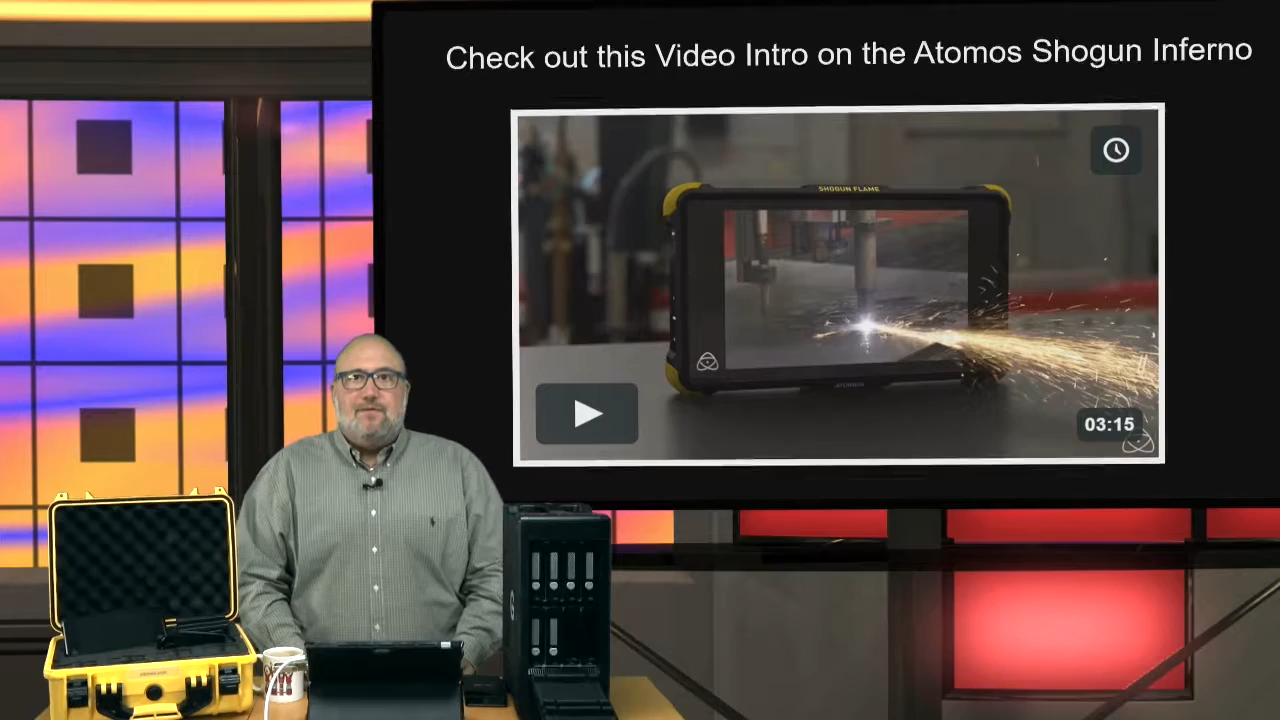 Check out this Video Intro on the Atomos Shogun Inferno
SHOGUN FLAME
ATOMOS
03:15